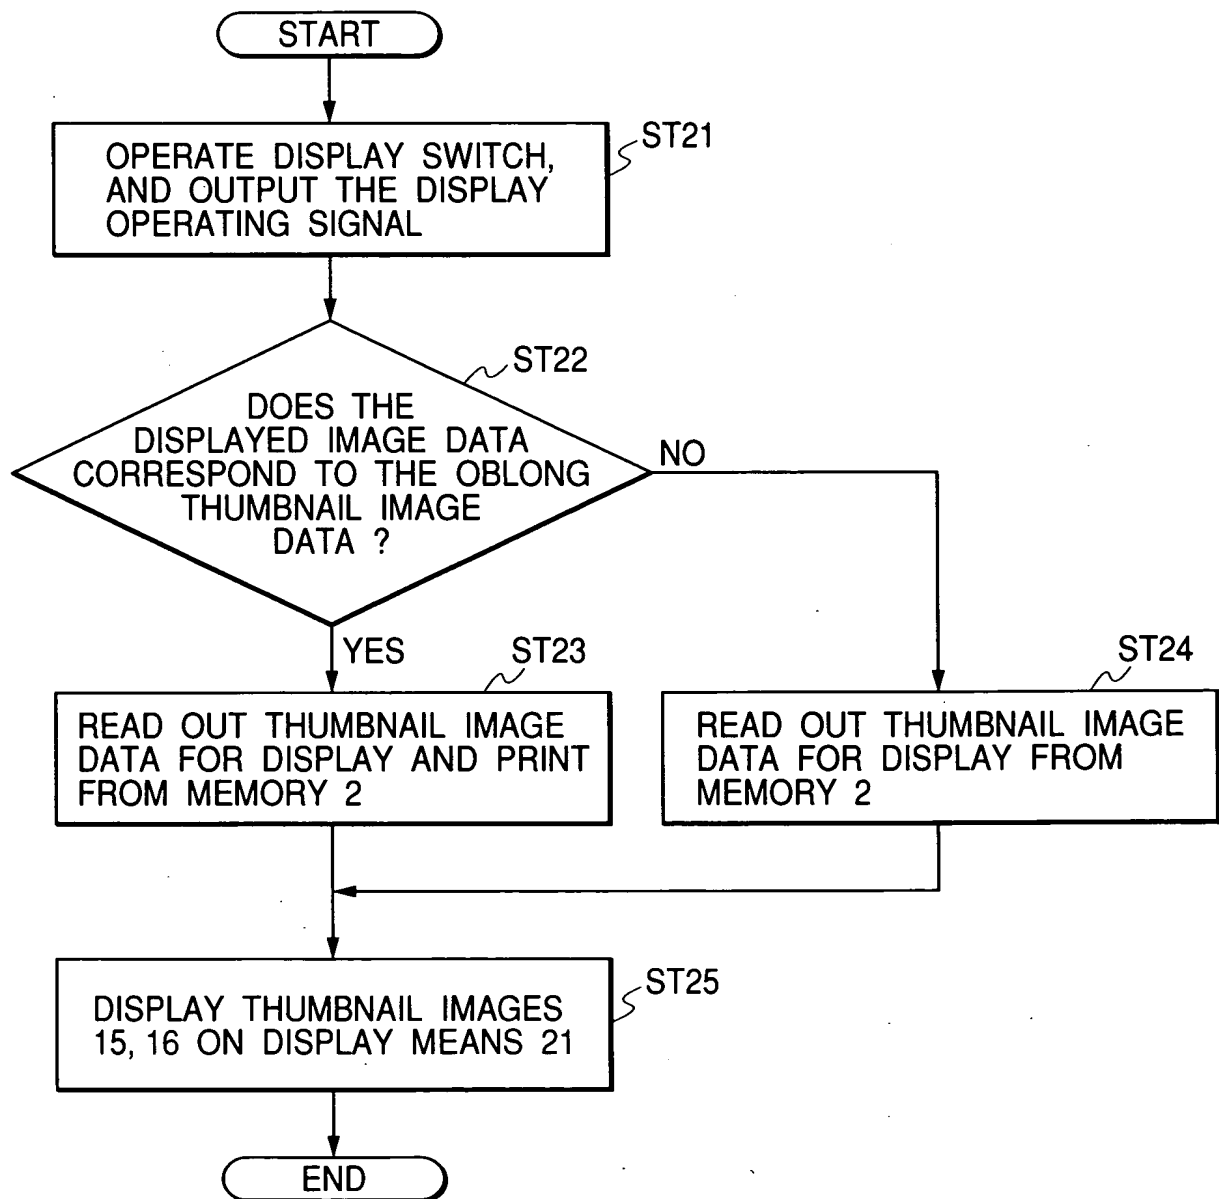 START
ST21
OPERATE DISPLAY SWITCH,
AND OUTPUT THE DISPLAY
OPERATING SIGNAL
ST22
DOES THE
DISPLAYED IMAGE DATA
CORRESPOND TO THE OBLONG
THUMBNAIL IMAGE
DATA ?
NO
YES
ST23
READ OUT THUMBNAIL IMAGE
DATA FOR DISPLAY AND PRINT
FROM MEMORY 2
ST24
READ OUT THUMBNAIL IMAGE
DATA FOR DISPLAY FROM
MEMORY 2
ST25
DISPLAY THUMBNAIL IMAGES
15, 16 ON DISPLAY MEANS 21
END